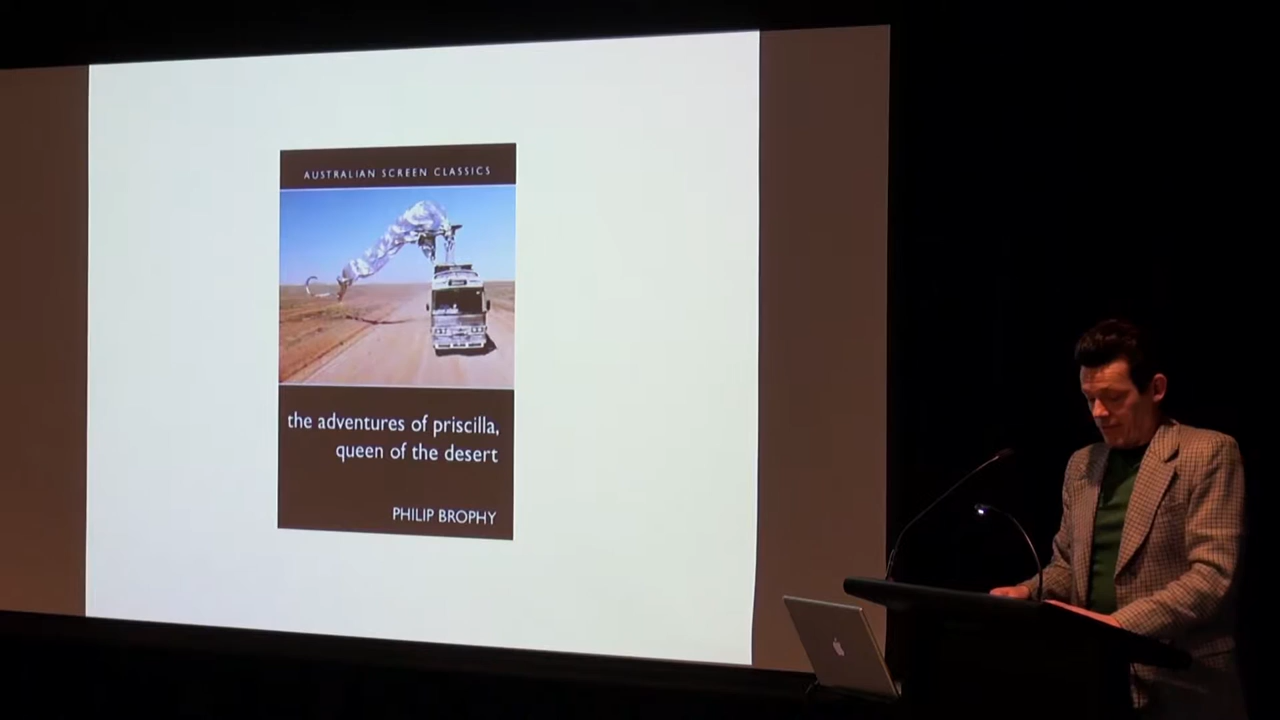 AUSTRALIAN SCREEN CLASSICS
the adventures of priscilla,
queen of the desert
PHILIP BROPHY